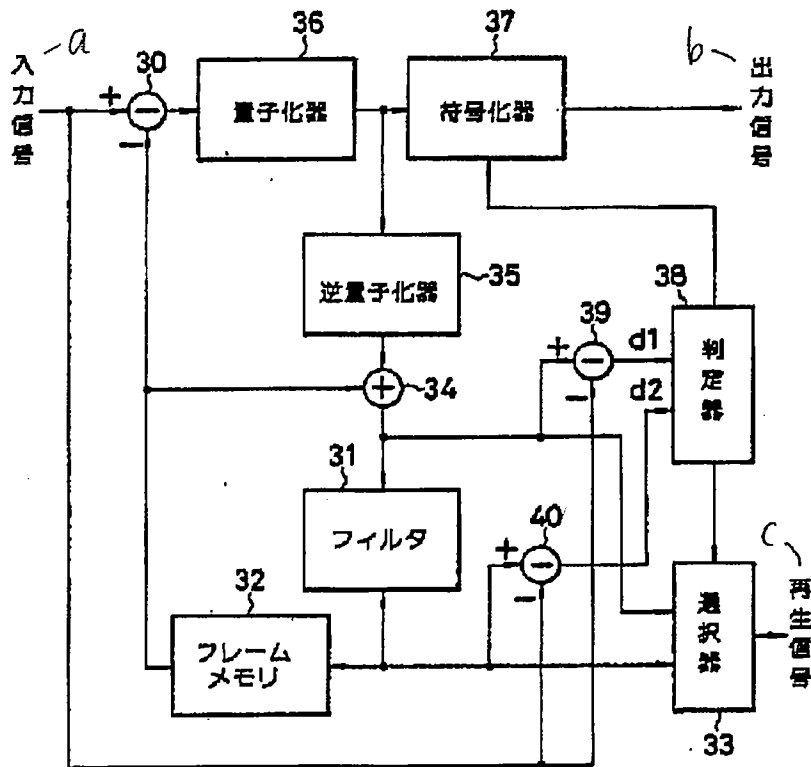 入力信号
a
30
+
−
−
36
量子化器
37
符号化器
b
出力信号
逆量子化器
35
+
34
39
+
−
−
d1
d2
38
判定器
31
フィルタ
40
+
−
−
32
フレーム
メモリ
選択器
33
c
再生信号